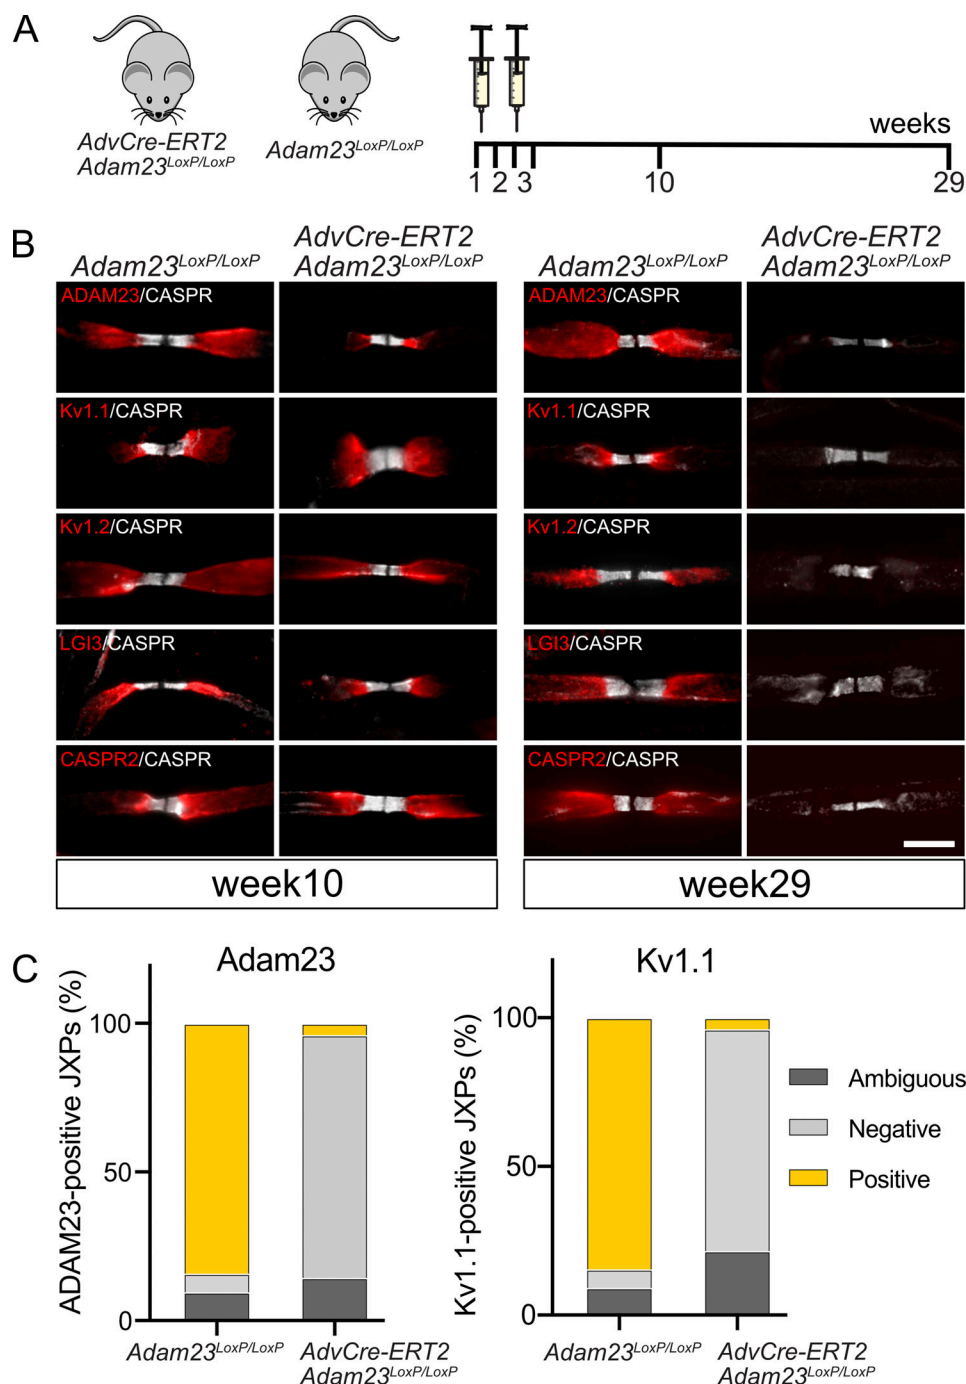 A
AdvCre-ERT2
Adam23LoxP/LoxP
Adam23LoxP/LoxP
weeks
1 2 3 10 29
B
Adam23LoxP/LoxP
AdvCre-ERT2
Adam23LoxP/LoxP
Adam23LoxP/LoxP
AdvCre-ERT2
Adam23LoxP/LoxP
ADAM23/CASPR
ADAM23/CASPR
Kv1.1/CASPR
Kv1.1/CASPR
Kv1.2/CASPR
Kv1.2/CASPR
LGI3/CASPR
LGI3/CASPR
CASPR2/CASPR
CASPR2/CASPR
week10
week29
C
Adam23
ADAM23-positive JXPs (%)
100
50
0
Adam23LoxP/LoxP
AdvCre-ERT2
Adam23LoxP/LoxP
Kv1.1
Kv1.1-positive JXPs (%)
100
50
0
Adam23LoxP/LoxP
AdvCre-ERT2
Adam23LoxP/LoxP
Ambiguous
Negative
Positive